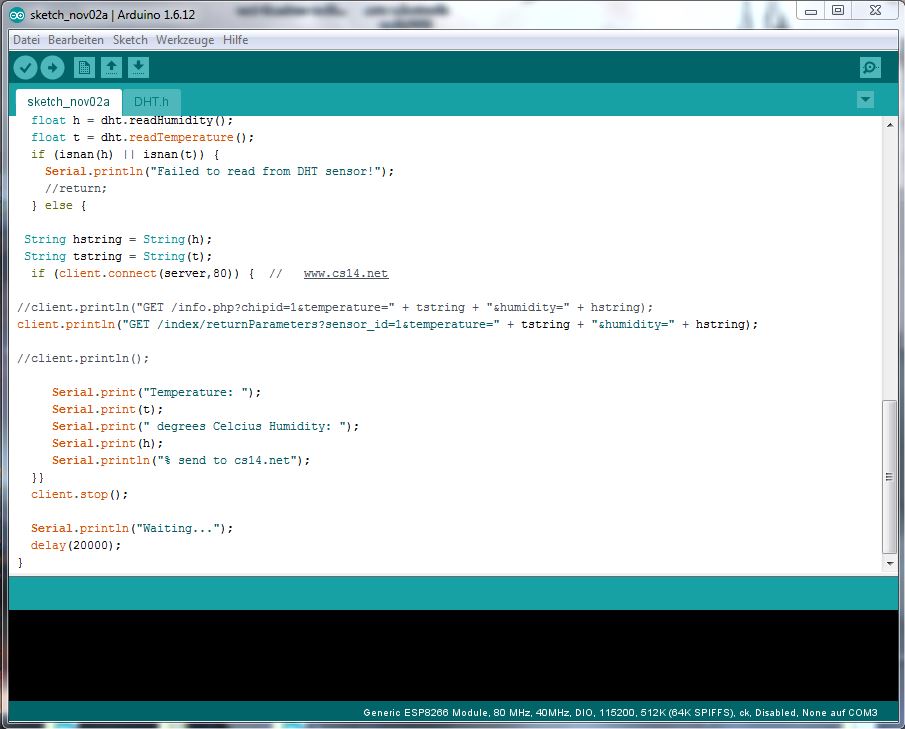 sketch_nov02a | Arduino 1.6.12
Datei Bearbeiten Sketch Werkzeuge Hilfe
sketch_nov02a DHT.h
float h = dht.readHumidity();
float t = dht.readTemperature();
if (isnan(h) || isnan(t)) {
Serial.println("Failed to read from DHT sensor!");
//return;
} else {
String hstring = String(h);
String tstring = String(t);
if (client.connect(server,80)) { // www.cs14.net
//client.println("GET /info.php?chipid=1&temperature=" + tstring + "&humidity=" + hstring);
client.println("GET /index/returnParameters?sensor_id=1&temperature=" + tstring + "&humidity=" + hstring);
//client.println();
Serial.print("Temperature: ");
Serial.print(t);
Serial.print(" degrees Celcius Humidity: ");
Serial.print(h);
Serial.println("% send to cs14.net");
}}
client.stop();
Serial.println("Waiting...");
delay(20000);
}
Generic ESP8266 Module, 80 MHz, 40MHz, DIO, 115200, 512K (64K SPIFFS), ck, Disabled, None auf COM3